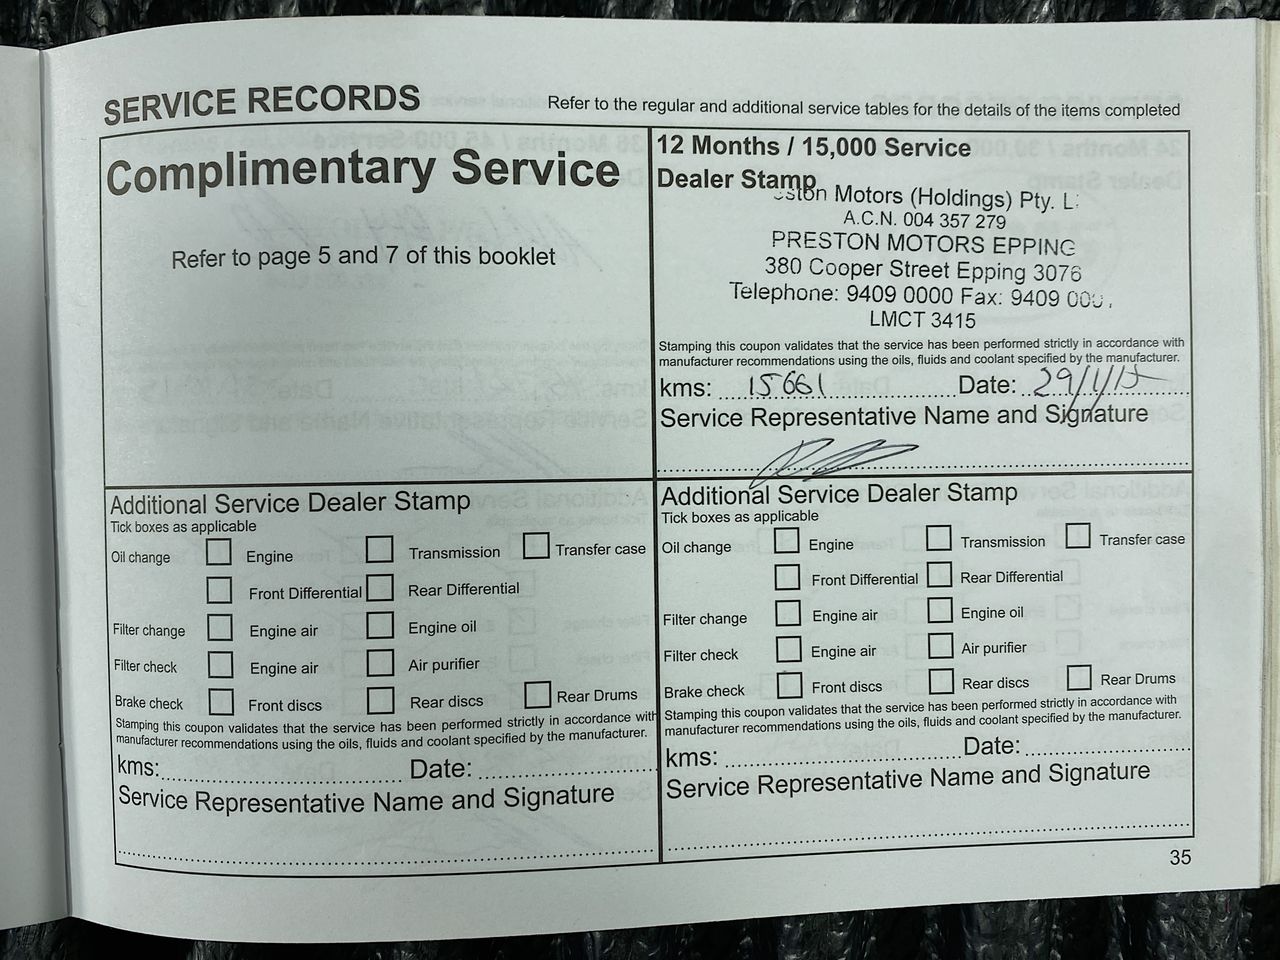 SERVICE RECORDS
Refer to the regular and additional service tables for the details of the items completed
Complimentary Service
Refer to page 5 and 7 of this booklet
12 Months / 15,000 Service
Dealer Stamp
Motors (Holdings) Pty.
A.C.N. 004 357 279
PRESTON MOTORS EPPING
380 Cooper Street Epping 3076
Telephone: 9409 0000 Fax: 9409
LMCT 3415
Stamping this coupon validates that the service has been performed strictly in accordance with
manufacturer recommendations using the oils, fluids and coolant specified by the manufacturer.
kms: 15661 Date: 29/1/15
Service Representative Name and Signature
Additional Service Dealer Stamp
Tick boxes as applicable
Oil change Engine Transmission Transfer case
Front Differential Rear Differential
Filter change Engine air Engine oil
Filter check Engine air Air purifier
Brake check Front discs Rear discs Rear Drums
Stamping this coupon validates that the service has been performed strictly in accordance with
manufacturer recommendations using the oils, fluids and coolant specified by the manufacturer.
kms: Date:
Service Representative Name and Signature
Additional Service Dealer Stamp
Tick boxes as applicable
Oil change Engine Transmission Transfer case
Front Differential Rear Differential
Filter change Engine air Engine oil
Filter check Engine air Air purifier
Brake check Front discs Rear discs Rear Drums
Stamping this coupon validates that the service has been performed strictly in accordance with
manufacturer recommendations using the oils, fluids and coolant specified by the manufacturer.
kms: Date:
Service Representative Name and Signature
35